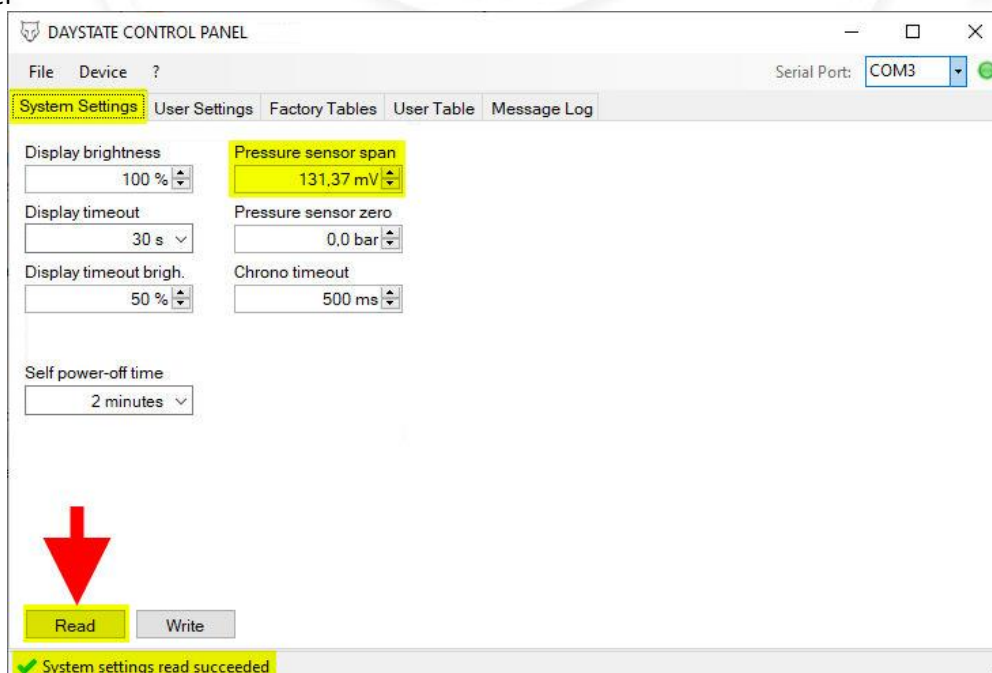 DAYSTATE CONTROL PANEL
File Device ? Serial Port: COM3
System Settings User Settings Factory Tables User Table Message Log
Display brightness Pressure sensor span
100 % 131,37 mV
Display timeout Pressure sensor zero
30 s 0,0 bar
Display timeout brigh. Chrono timeout
50 % 500 ms
Self power-off time
2 minutes
Read Write
System settings read succeeded